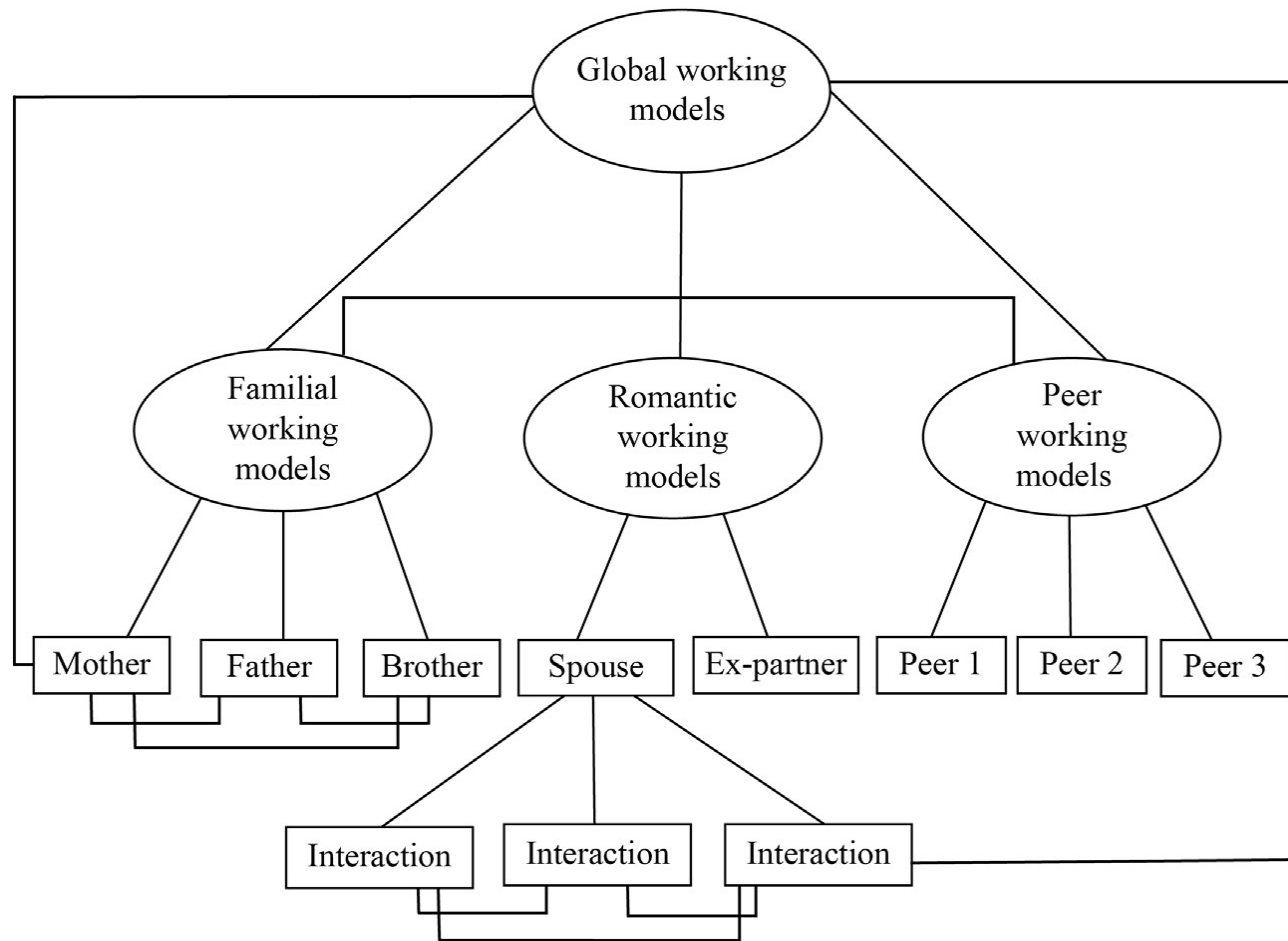 Global working
models
Familial
working
models
Romantic
working
models
Peer
working
models
Mother
Father
Brother
Spouse
Ex-partner
Peer 1
Peer 2
Peer 3
Interaction
Interaction
Interaction